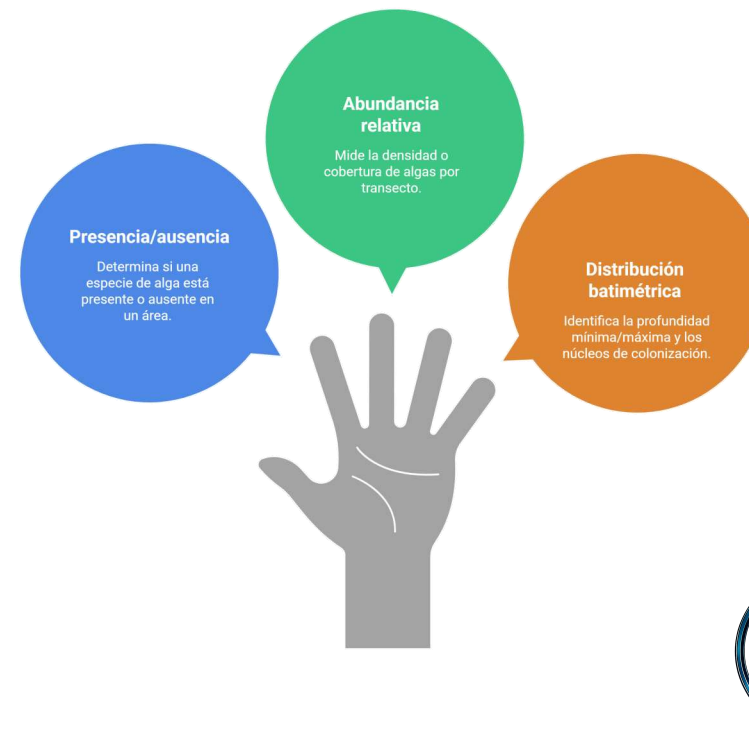 Abundancia
relativa
Mide la densidad o
cobertura de algas por
transecto.
Presencia/ausencia
Determina si una
especie de alga está
presente o ausente en
un área.
Distribución
batimétrica
Identifica la profundidad
mínima/máxima y los
núcleos de colonización.